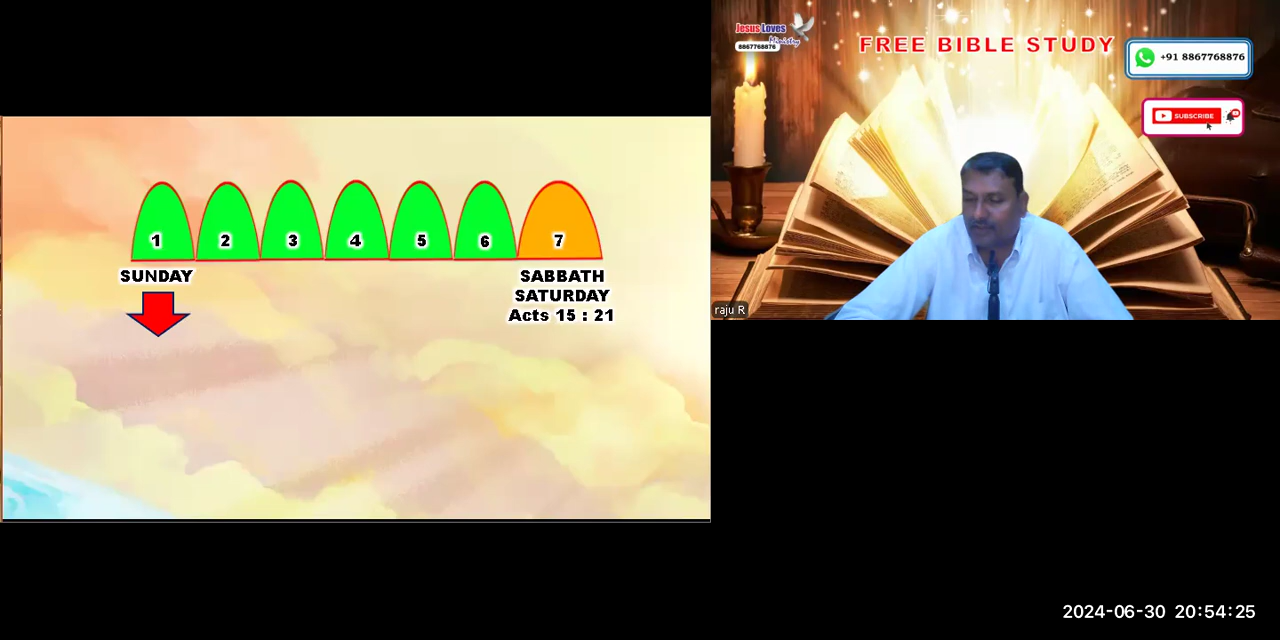 1 2 3 4 5 6 7
SUNDAY
SABBATH
SATURDAY
Acts 15 : 21
Jesus Loves
Ministry
8867768876
FREE BIBLE STUDY
+91 8867768876
SUBSCRIBE
raju R
2024-06-30 20:54:25